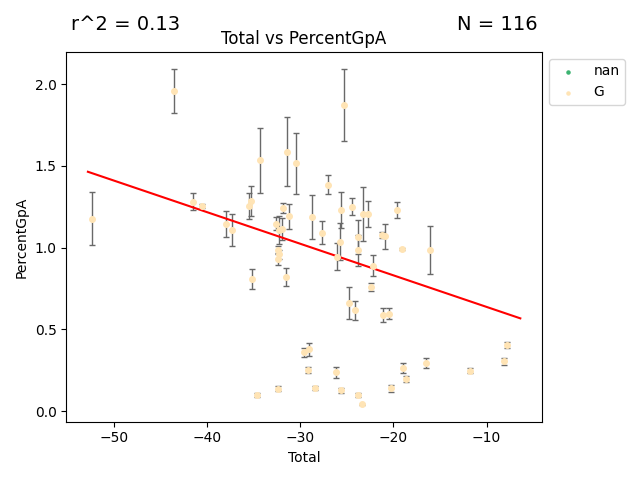 r^2 = 0.13
N = 116
Total vs PercentGpA
nan
G
2.0
1.5
1.0
0.5
0.0
PercentGpA
−50 −40 −30 −20 −10
Total